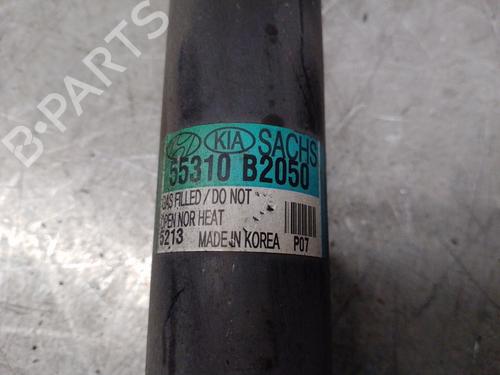 B-PARTS
KIA SACHS
55310 B2050
GAS FILLED / DO NOT
OPEN NOR HEAT
5213 MADE IN KOREA P07